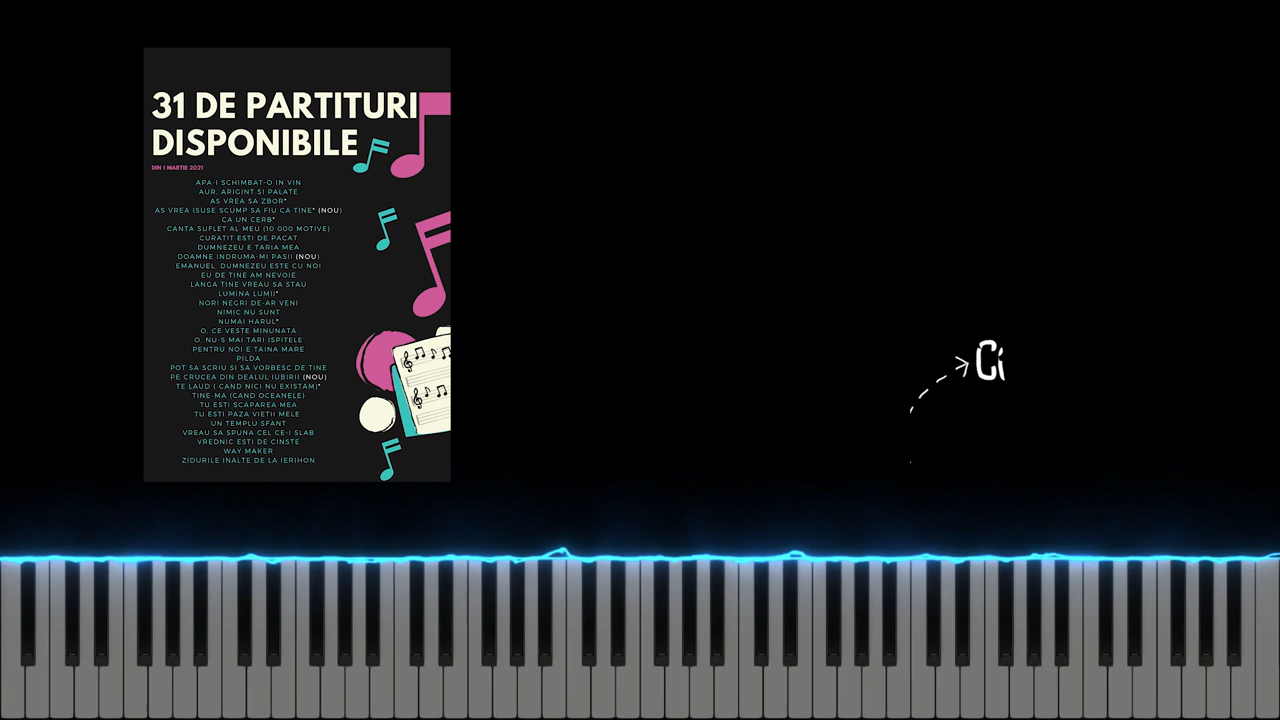 31 DE PARTITURI
DISPONIBILE
DIN 1 MARTIE 2021
APA-I SCHIMBAT-O IN VIN
AUR, ARIGINT SI PALATE
AS VREA SA ZBOR*
AS VREA ISUSE SCUMP SA FIU CA TINE* (NOU)
CA UN CERB*
CANTA SUFLET AL MEU (10 000 MOTIVE)
CURATIT ESTI DE PACAT
DUMNEZEU E TARIA MEA
DOAMNE INDRUMA-MI PASII (NOU)
EMANUEL, DUMNEZEU ESTE CU NOI
EU DE TINE AM NEVOIE
LANGA TINE VREAU SA STAU
LUMINA LUMII*
NORI NEGRI DE-AR VENI
NIMIC NU SUNT
NUMAI HARUL*
O, CE VESTE MINUNATA
O, NU-S MAI TARI ISPITELE
PENTRU NOI E TAINA MARE
PILDA
POT SA SCRIU SI SA VORBESC DE TINE
PE CRUCEA DIN DEALUL IUBIRII (NOU)
TE LAUD ( CAND NICI NU EXISTAM)*
TINE-MA (CAND OCEANELE)
TU ESTI SCAPAREA MEA
TU ESTI PAZA VIETII MELE
UN TEMPLU SFANT
VREAU SA SPUNA CEL CE-I SLAB
VREDNIC ESTI DE CINSTE
WAY MAKER
ZIDURILE INALTE DE LA IERIHON
Ci